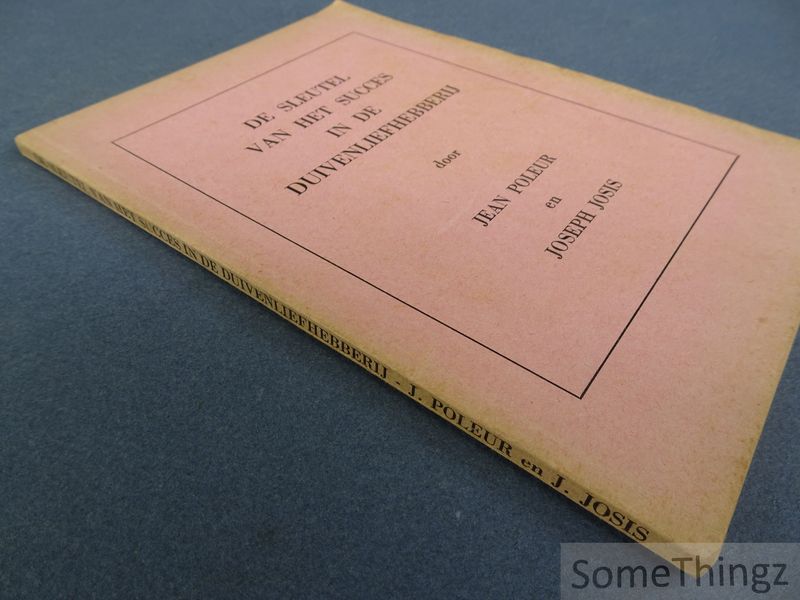 DE SLEUTEL
VAN HET SUCCES
IN DE
DUIVENLIEFHEBBERIJ
door
JEAN POLEUR
en
JOSEPH JOSIS
DE SLEUTEL VAN HET SUCCES IN DE DUIVENLIEFHEBBERIJ - J. POLEUR en J. JOSIS
SomeThingz